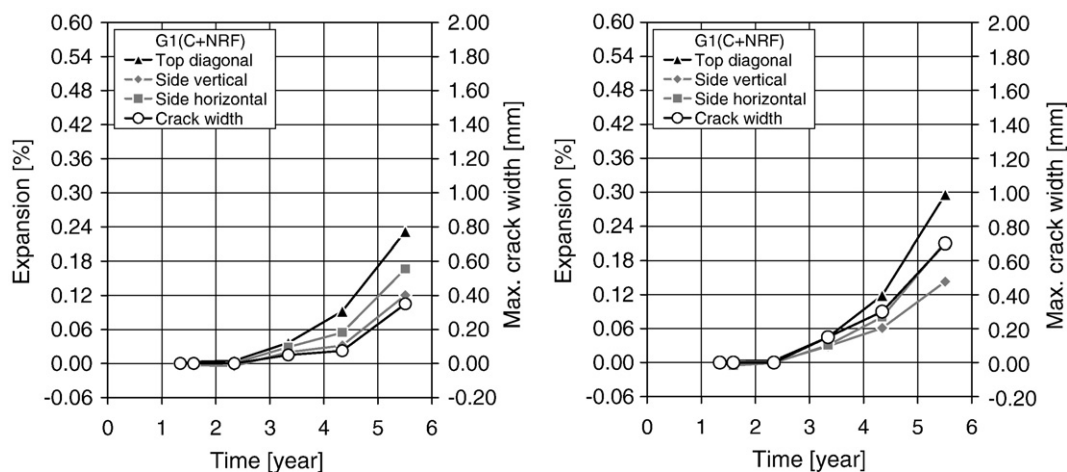 0.60
0.54
0.48
0.42
0.36
0.30
0.24
0.18
0.12
0.06
0.00
-0.06
Expansion [%]
G1(C+NRF)
Top diagonal
Side vertical
Side horizontal
Crack width
2.00
1.80
1.60
1.40
1.20
1.00
0.80
0.60
0.40
0.20
0.00
-0.20
Max. crack width [mm]
0 1 2 3 4 5 6
Time [year]
0.60
0.54
0.48
0.42
0.36
0.30
0.24
0.18
0.12
0.06
0.00
-0.06
Expansion [%]
G1(C+NRF)
Top diagonal
Side vertical
Side horizontal
Crack width
2.00
1.80
1.60
1.40
1.20
1.00
0.80
0.60
0.40
0.20
0.00
-0.20
Max. crack width [mm]
0 1 2 3 4 5 6
Time [year]